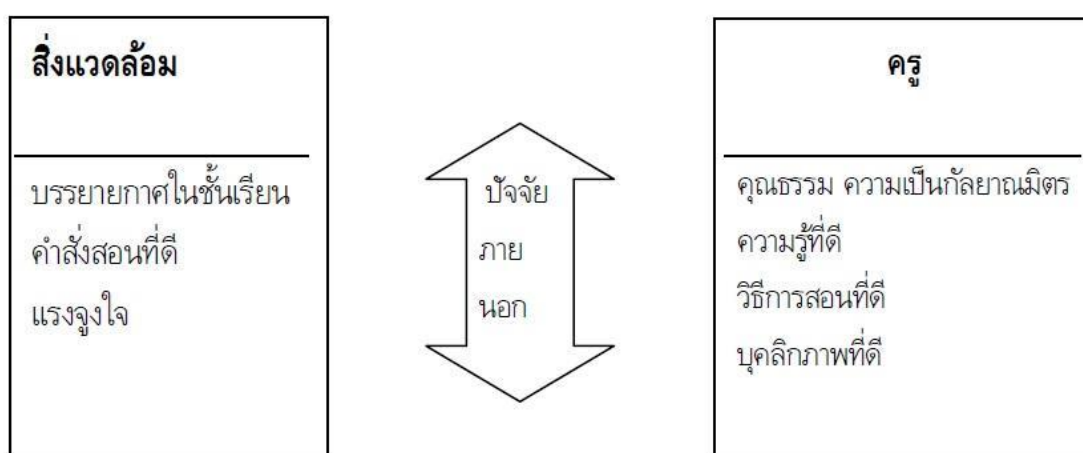 สิ่งแวดล้อม
บรรยายกาศในชั้นเรียน
คำสั่งสอนที่ดี
แรงจูงใจ
ปัจจัย
ภาย
นอก
ครู
คุณธรรม ความเป็นกัลยาณมิตร
ความรู้ที่ดี
วิธีการสอนที่ดี
บุคลิกภาพที่ดี